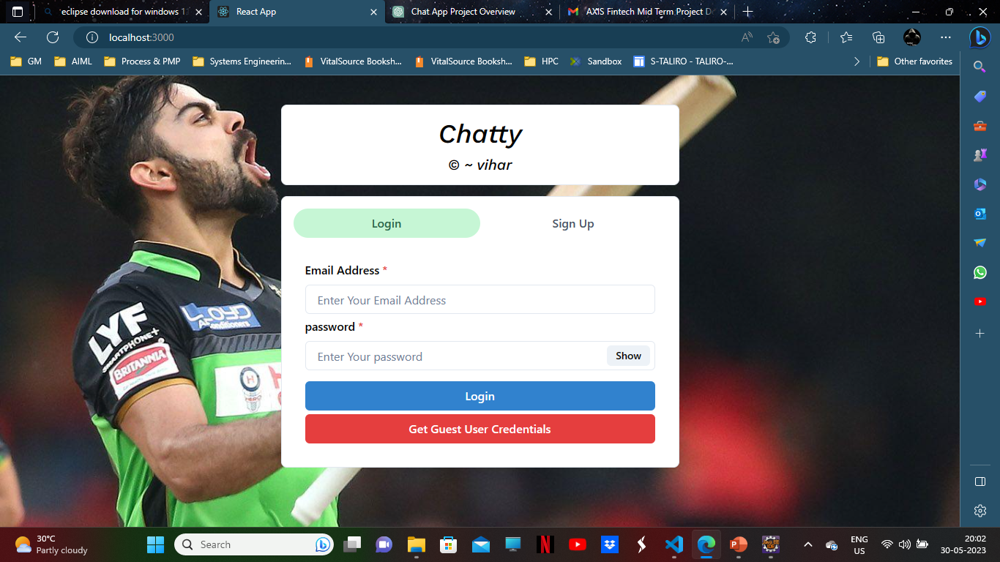 eclipse download for windows 1
React App
Chat App Project Overview
AXIS Fintech Mid Term Project D
localhost:3000
GM
AIML
Process & PMP
Systems Engineerin...
VitalSource Booksh...
VitalSource Booksh...
HPC
Sandbox
S-TALIRO - TALIRO-...
Other favorites
Chatty
© ~ vihar
Login
Sign Up
Email Address *
Enter Your Email Address
password *
Enter Your password
Show
Login
Get Guest User Credentials
LYF
SMARTPHONE+
LLOYD
Airconditioners
BRITANNIA
30°C
Partly cloudy
Search
ENG
US
20:02
30-05-2023